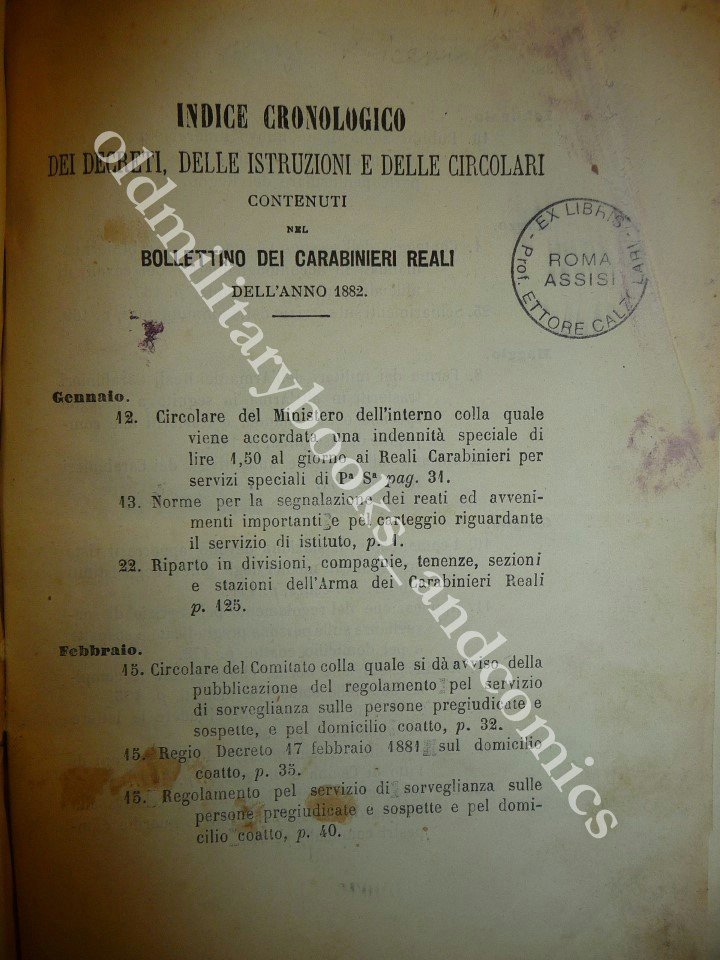 INDICE CRONOLOGICO
DEI DECRETI, DELLE ISTRUZIONI E DELLE CIRCOLARI
CONTENUTI
NEL
BOLLETTINO DEI CARABINIERI REALI
DELL'ANNO 1882.
EX LIBRIS
Prof. ETTORE CALZOLARI
ROMA
ASSISI
Gennaio.
12. Circolare del Ministero dell'interno colla quale
viene accordata una indennità speciale di
lire 1,50 al giorno ai Reali Carabinieri per
servizi speciali di Pª Sª pag. 31.
13. Norme per la segnalazione dei reati ed avveni-
menti importanti e pel carteggio riguardante
il servizio di istituto, p. 1.
22. Riparto in divisioni, compagnie, tenenze, sezioni
e stazioni dell'Arma dei Carabinieri Reali
p. 125.
Febbraio.
15. Circolare del Comitato colla quale si dà avviso della
pubblicazione del regolamento pel servizio
di sorveglianza sulle persone pregiudicate e
sospette, e pel domicilio coatto, p. 32.
15. Regio Decreto 17 febbraio 1881 sul domicilio
coatto, p. 35.
15. Regolamento pel servizio di sorveglianza sulle
persone pregiudicate e sospette e pel domi-
cilio coatto, p. 40.
oldmilitarybooks_andcomics